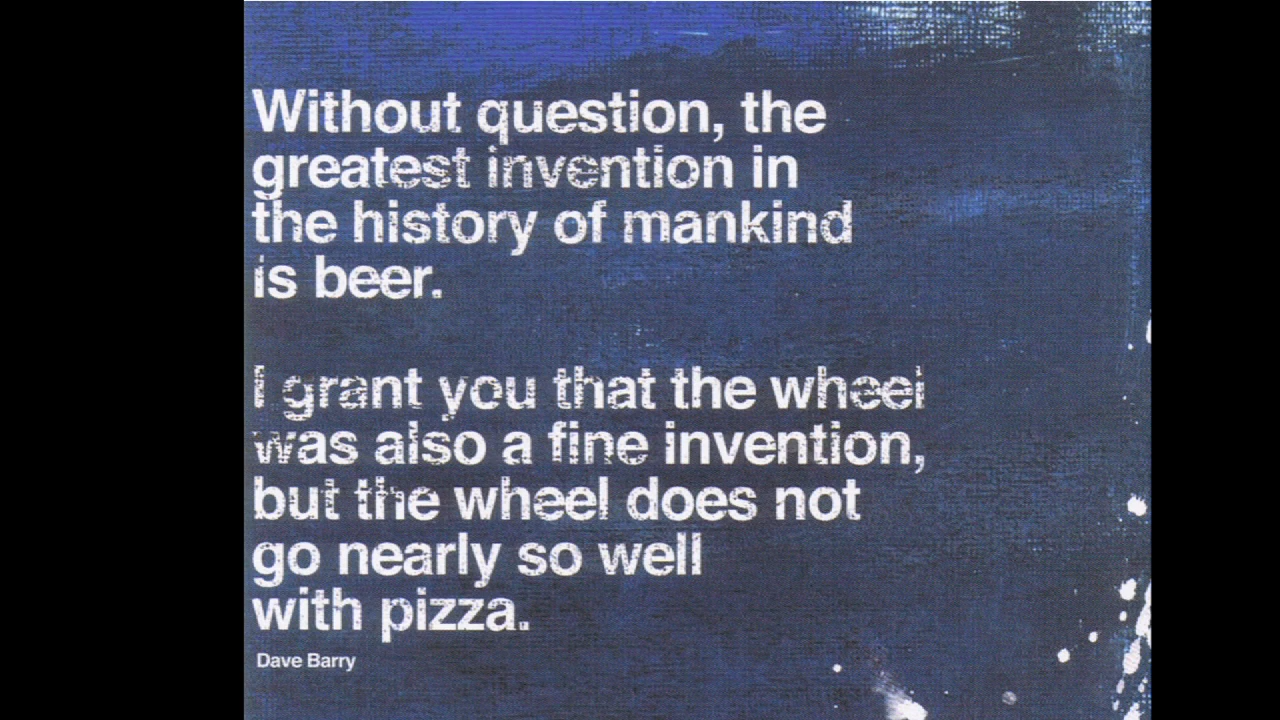 Without question, the
greatest invention in
the history of mankind
is beer.
I grant you that the wheel
was also a fine invention,
but the wheel does not
go nearly so well
with pizza.
Dave Barry